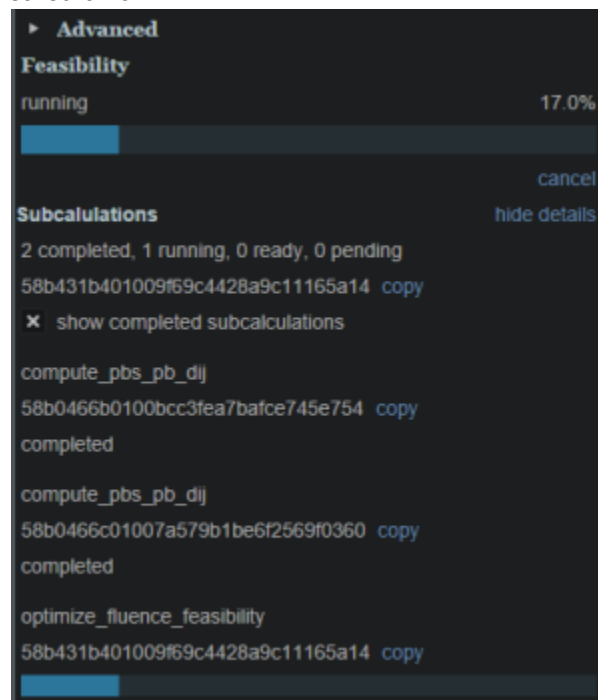 Advanced
Feasibility
running 17.0%
cancel
Subcalulations hide details
2 completed, 1 running, 0 ready, 0 pending
58b431b401009f69c4428a9c11165a14 copy
show completed subcalculations
compute_pbs_pb_dij
58b0466b0100bcc3fea7bafce745e754 copy
completed
compute_pbs_pb_dij
58b0466c01007a579b1be6f2569f0360 copy
completed
optimize_fluence_feasibility
58b431b401009f69c4428a9c11165a14 copy